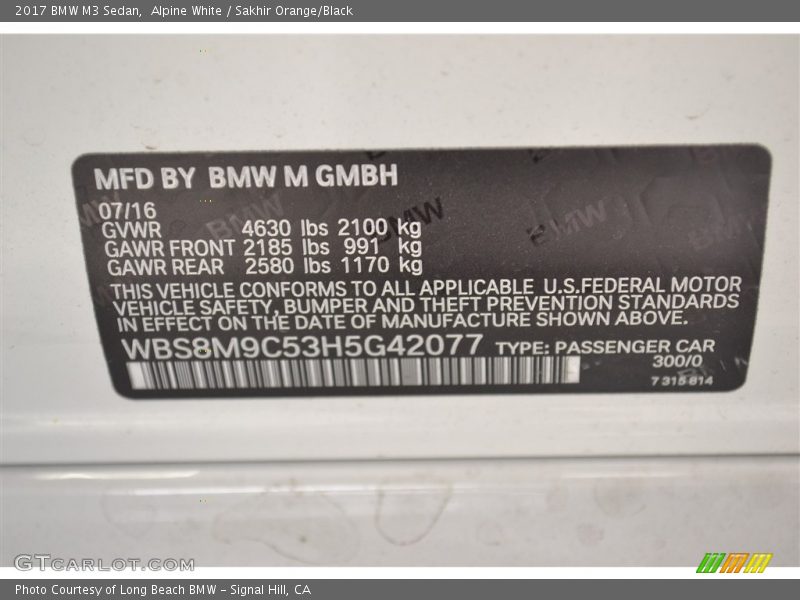 2017 BMW M3 Sedan,  Alpine White / Sakhir Orange/Black
MFD BY BMW M GMBH
07/16
GVWR 4630 lbs 2100 kg
GAWR FRONT 2185 lbs 991 kg
GAWR REAR 2580 lbs 1170 kg
THIS VEHICLE CONFORMS TO ALL APPLICABLE U.S.FEDERAL MOTOR
VEHICLE SAFETY, BUMPER AND THEFT PREVENTION STANDARDS
IN EFFECT ON THE DATE OF MANUFACTURE SHOWN ABOVE.
WBS8M9C53H5G42077 TYPE: PASSENGER CAR
300/0
7 315 814
GTCARLOT.COM
Photo Courtesy of Long Beach BMW - Signal Hill, CA